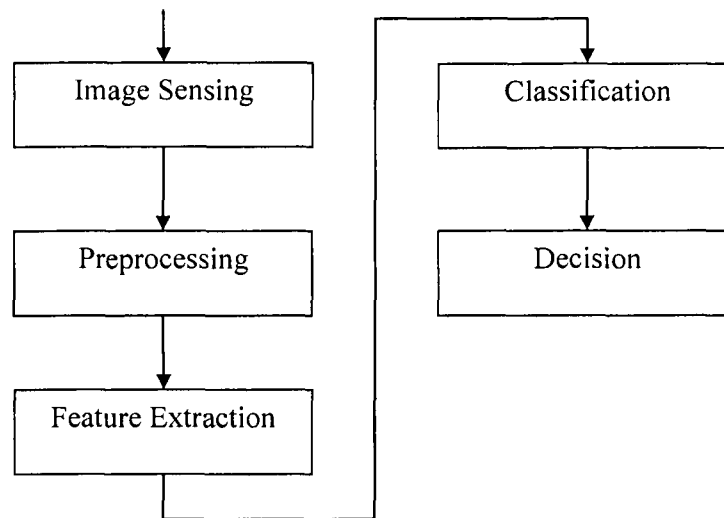 Image Sensing
Preprocessing
Feature Extraction
Classification
Decision